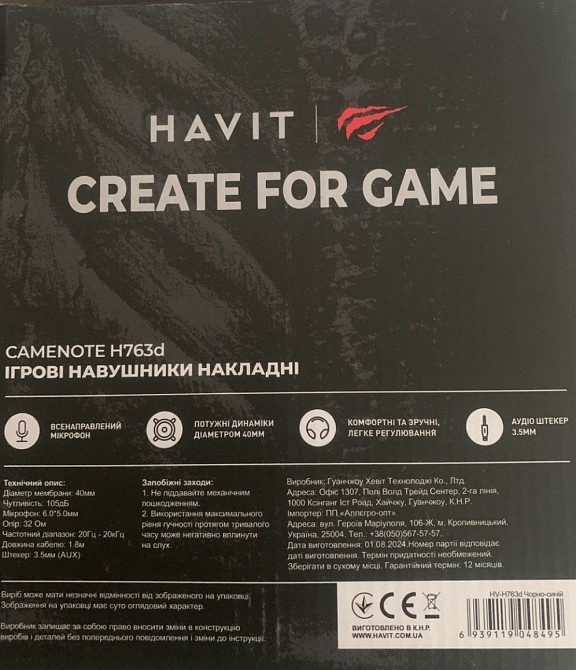 HAVIT
CREATE FOR GAME
CAMENOTE H763d
ІГРОВІ НАВУШНИКИ НАКЛАДНІ
ВСЕНАПРАВЛЕНИЙ
МІКРОФОН
ПОТУЖНІ ДИНАМІКИ
ДІАМЕТРОМ 40ММ
КОМФОРТНІ ТА ЗРУЧНІ,
ЛЕГКЕ РЕГУЛЮВАННЯ
АУДІО ШТЕКЕР
3.5ММ
Технічний опис:
Діаметр мембрани: 40мм
Чутливість: 105дБ
Мікрофон: 6.0*5.0мм
Опір: 32 Ом
Частотний діапазон: 20Гц - 20кГц
Довжина кабелю: 1.8м
Штекер: 3.5мм (AUX)
Запобіжні заходи:
1. Не піддавайте механічним
пошкодженням.
2. Використання максимального
рівня гучності протягом тривалого
часу може негативно вплинути
на слух.
Виробник: Гуанчжоу Хевіт Технолоджі Ко., Лтд
Адреса: Офіс 1307, Полі Волд Трейд Сентер, 2-га лінія,
1000 Ксінганг Іст Роад, Хайчжу, Гуанчжоу, К.Н.Р.
Імпортер: ПП «Аллєгро-опт».
Адреса: вул. Героїв Маріуполя, 106-Ж, м. Кропивницький,
Україна, 25004. Тел.: +38(050)567-57-57.
Дата виготовлення: 01.08.2024.Номер партії відповідає
даті виготовлення. Термін придатності необмежений.
Зберігати в сухому місці. Гарантійний термін: 12 місяців.
Виріб може мати незначні відмінності від зображеного на упаковці.
Зображення на упаковці має суто оглядовий характер.
Виробник залишає за собою право вносити зміни в конструкцію
виробів і деталей без попереднього повідомлення і зміни до інструкції.
CE
ВИГОТОВЛЕНО В К.Н.Р.
WWW.HAVIT.COM.UA
HV-H763d Чорно-синій
6 939119 048495